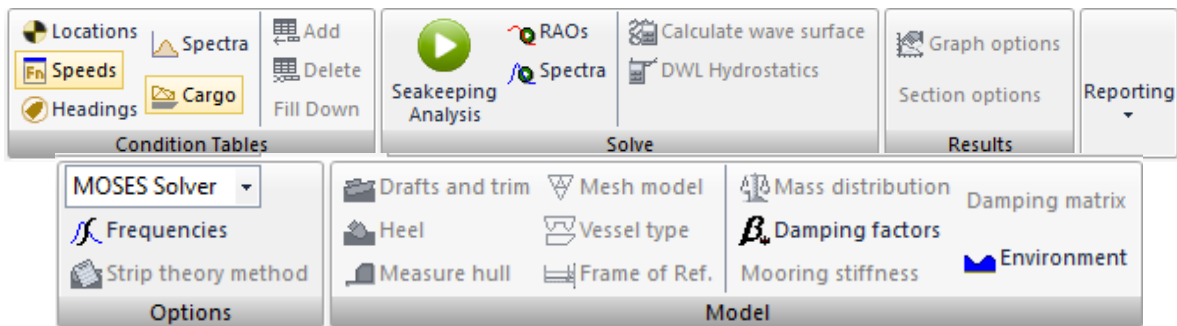 Locations
Speeds
Headings
Spectra
Cargo
Add
Delete
Fill Down
Condition Tables
Seakeeping
Analysis
RAOs
Spectra
Calculate wave surface
DWL Hydrostatics
Solve
Graph options
Section options
Results
Reporting
MOSES Solver
Frequencies
Strip theory method
Options
Drafts and trim
Heel
Measure hull
Mesh model
Vessel type
Frame of Ref.
Mass distribution
Damping factors
Mooring stiffness
Damping matrix
Environment
Model